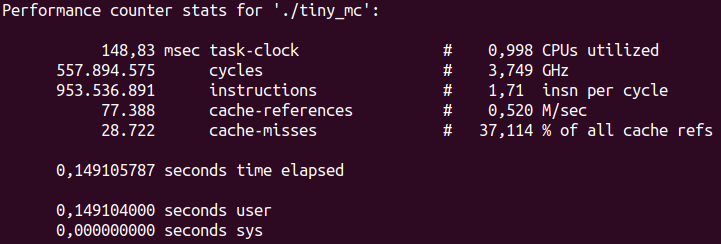 Performance counter stats for './tiny_mc':
148,83 msec task-clock # 0,998 CPUs utilized
557.894.575 cycles # 3,749 GHz
953.536.891 instructions # 1,71 insn per cycle
77.388 cache-references # 0,520 M/sec
28.722 cache-misses # 37,114 % of all cache refs
0,149105787 seconds time elapsed
0,149104000 seconds user
0,000000000 seconds sys